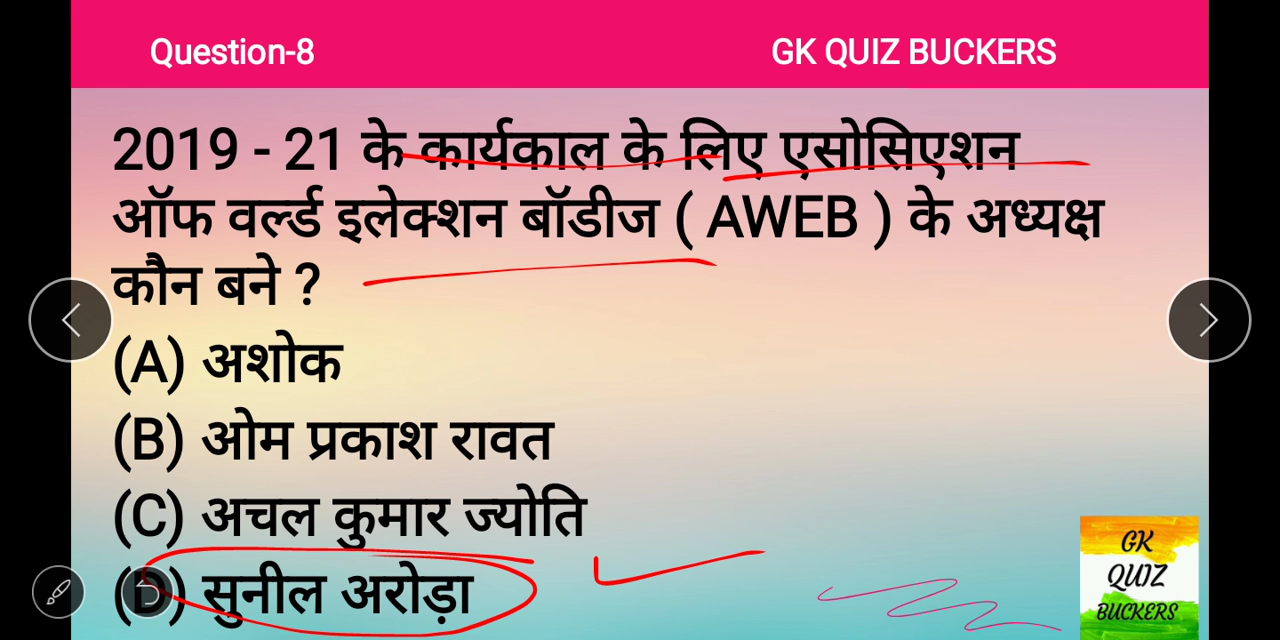 Question-8 GK QUIZ BUCKERS
2019 - 21 के कार्यकाल के लिए एसोसिएशन
ऑफ वर्ल्ड इलेक्शन बॉडीज ( AWEB ) के अध्यक्ष
कौन बने ?
(A) अशोक
(B) ओम प्रकाश रावत
(C) अचल कुमार ज्योति
(D) सुनील अरोड़ा
GK
QUIZ
BUCKERS